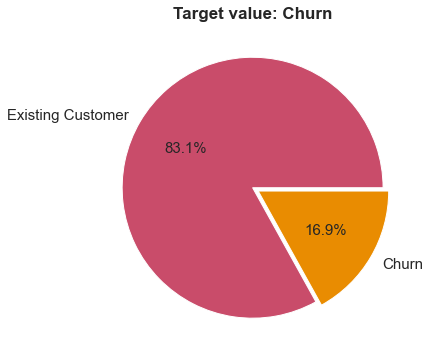 Target value: Churn
Existing Customer
83.1%
16.9%
Churn